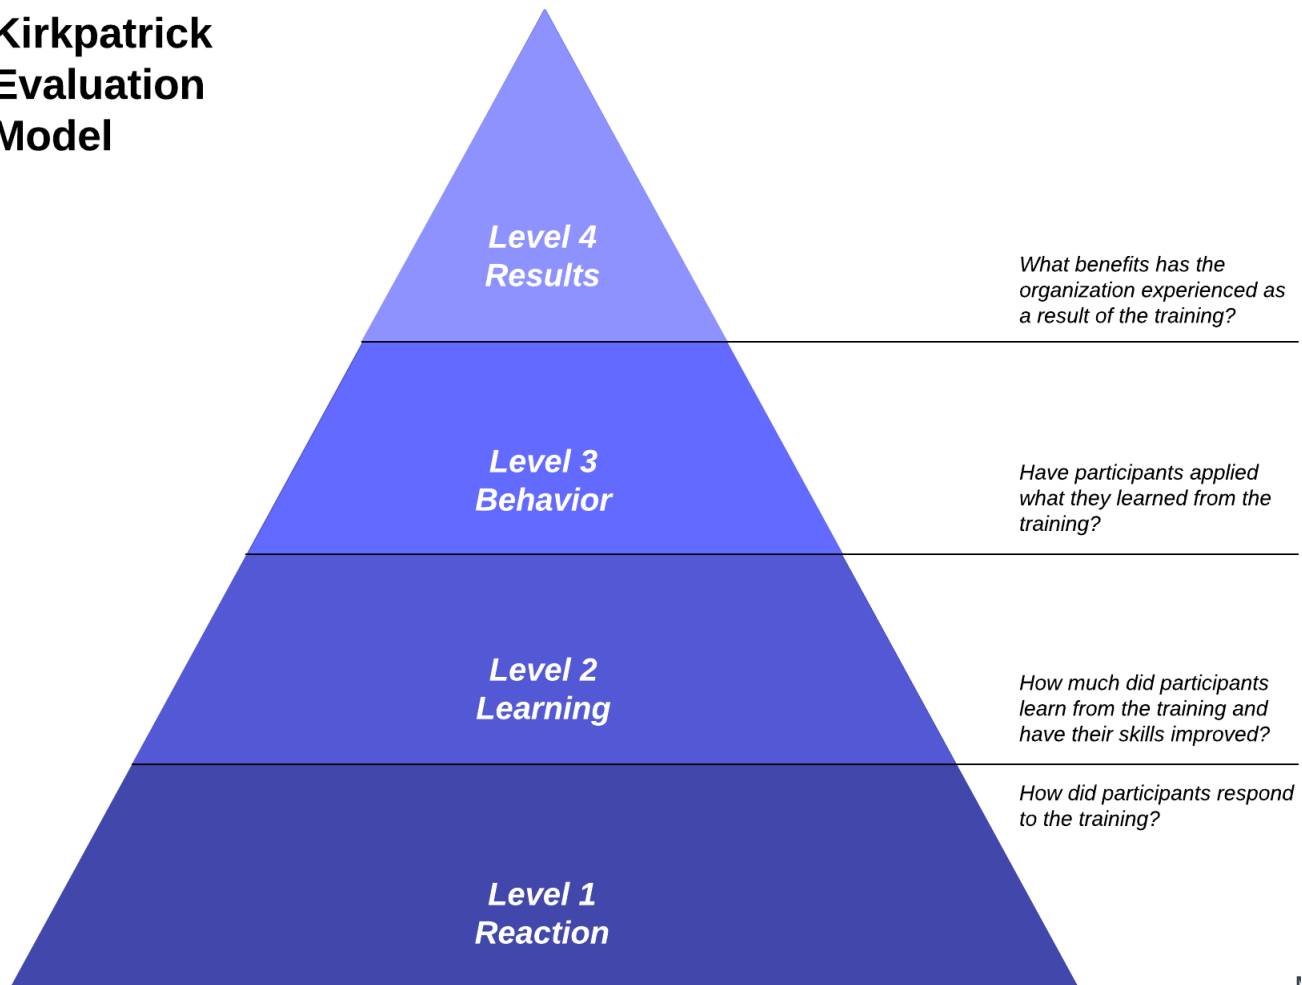 Kirkpatrick
Evaluation
Model
Level 4
Results
What benefits has the
organization experienced as
a result of the training?
Level 3
Behavior
Have participants applied
what they learned from the
training?
Level 2
Learning
How much did participants
learn from the training and
have their skills improved?
How did participants respond
to the training?
Level 1
Reaction